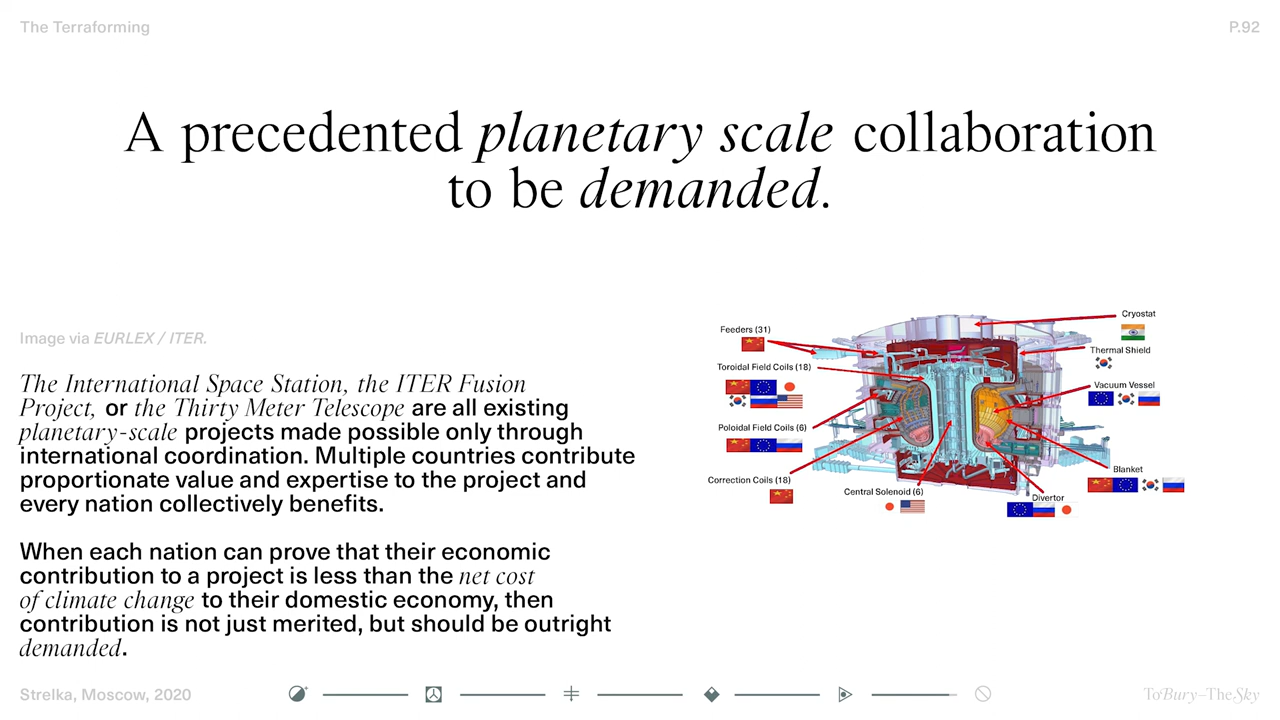 The Terraforming
P.92
A precedented planetary scale collaboration
to be demanded.
Image via EURLEX / ITER.
The International Space Station, the ITER Fusion
Project, or the Thirty Meter Telescope are all existing
planetary-scale projects made possible only through
international coordination. Multiple countries contribute
proportionate value and expertise to the project and
every nation collectively benefits.
When each nation can prove that their economic
contribution to a project is less than the net cost
of climate change to their domestic economy, then
contribution is not just merited, but should be outright
demanded.
Feeders (31)
Toroidal Field Coils (18)
Poloidal Field Coils (6)
Correction Coils (18)
Central Solenoid (6)
Cryostat
Thermal Shield
Vacuum Vessel
Blanket
Divertor
Strelka, Moscow, 2020
To Bury–The Sky